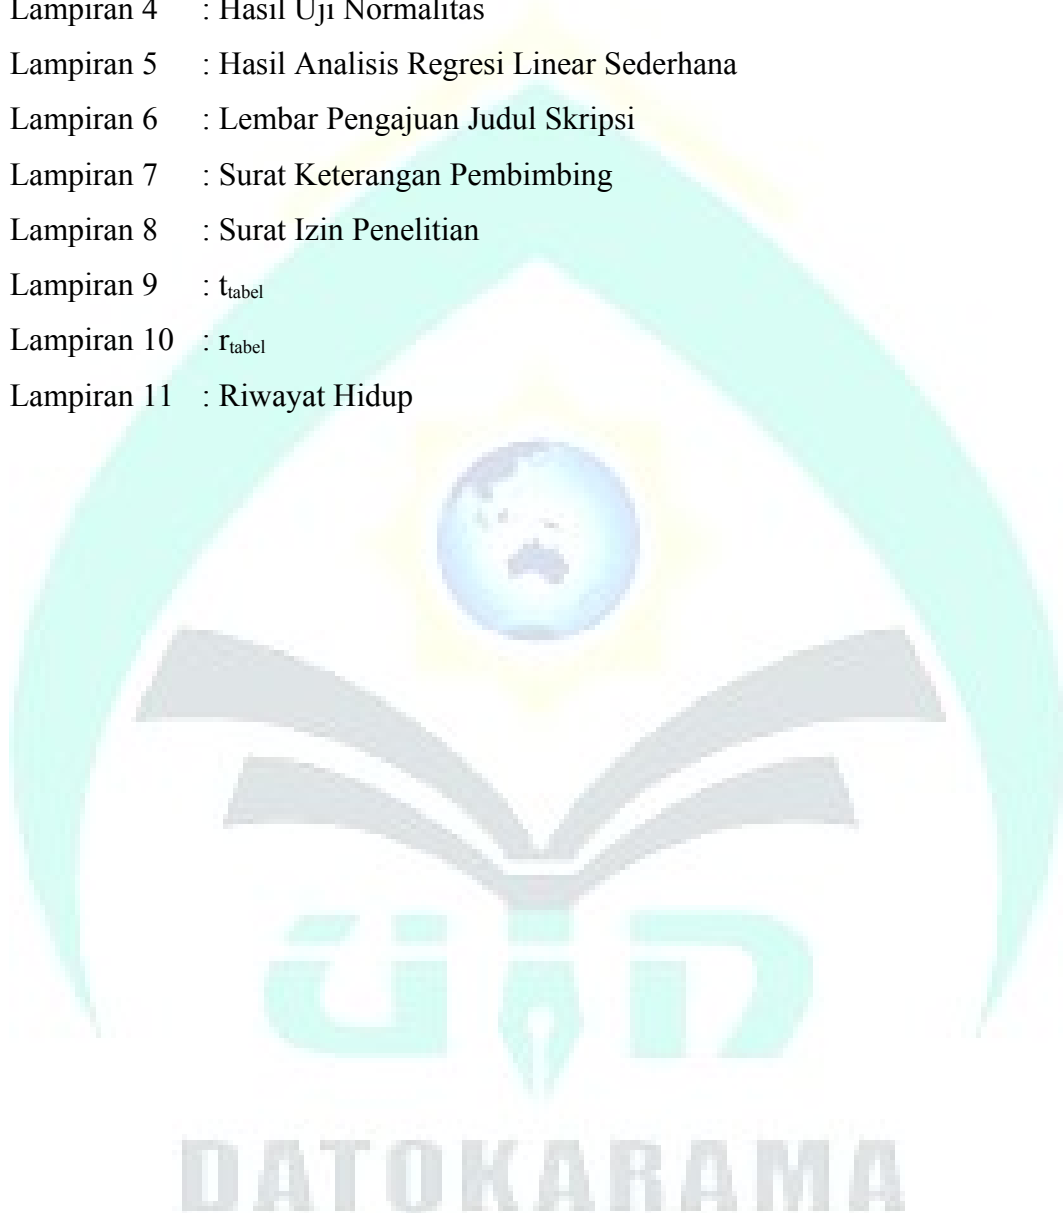 Lampiran 4 : Hasil Uji Normalitas
Lampiran 5 : Hasil Analisis Regresi Linear Sederhana
Lampiran 6 : Lembar Pengajuan Judul Skripsi
Lampiran 7 : Surat Keterangan Pembimbing
Lampiran 8 : Surat Izin Penelitian
Lampiran 9 : ttabel
Lampiran 10 : rtabel
Lampiran 11 : Riwayat Hidup
DATOKARAMA